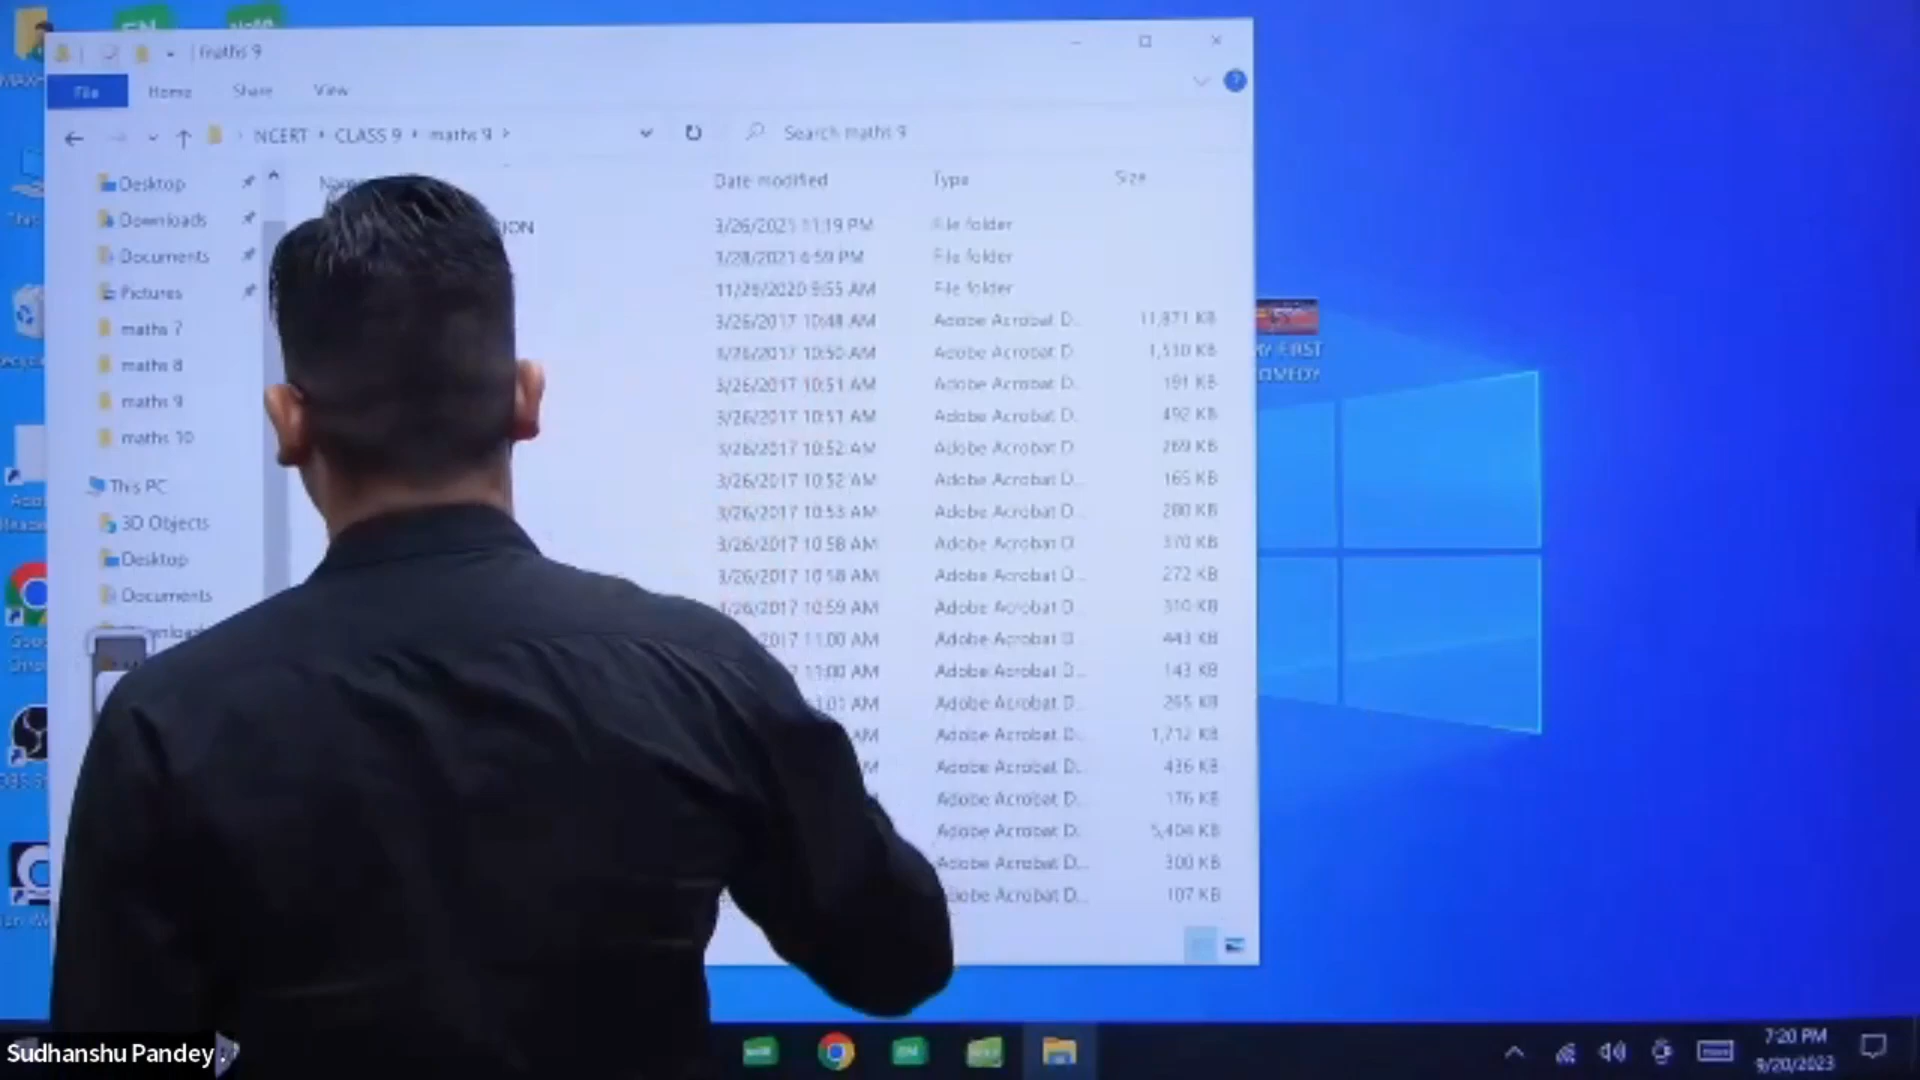 maths 9
File Home Share View
NCERT CLASS 9 maths 9
Search maths 9
Name Date modified Type Size
Desktop
Downloads
Documents
Pictures
maths 7
maths 8
maths 9
maths 10
This PC
3D Objects
Desktop
Documents
3/26/2021 11:19 PM File folder
3/28/2021 6:59 PM File folder
11/29/2020 9:55 AM File folder
3/26/2017 10:48 AM Adobe Acrobat D... 11,871 KB
3/26/2017 10:50 AM Adobe Acrobat D... 1,510 KB
3/26/2017 10:51 AM Adobe Acrobat D... 191 KB
3/26/2017 10:51 AM Adobe Acrobat D... 492 KB
3/26/2017 10:52 AM Adobe Acrobat D... 269 KB
3/26/2017 10:52 AM Adobe Acrobat D... 165 KB
3/26/2017 10:53 AM Adobe Acrobat D... 280 KB
3/26/2017 10:58 AM Adobe Acrobat D... 370 KB
3/26/2017 10:58 AM Adobe Acrobat D... 272 KB
3/26/2017 10:59 AM Adobe Acrobat D... 310 KB
11:00 AM Adobe Acrobat D... 443 KB
11:00 AM Adobe Acrobat D... 143 KB
AM Adobe Acrobat D... 265 KB
AM Adobe Acrobat D... 1,712 KB
Adobe Acrobat D... 436 KB
Adobe Acrobat D... 176 KB
Adobe Acrobat D... 5,404 KB
Adobe Acrobat D... 300 KB
Adobe Acrobat D... 107 KB
7:20 PM
9/20/2023
Sudhanshu Pandey .